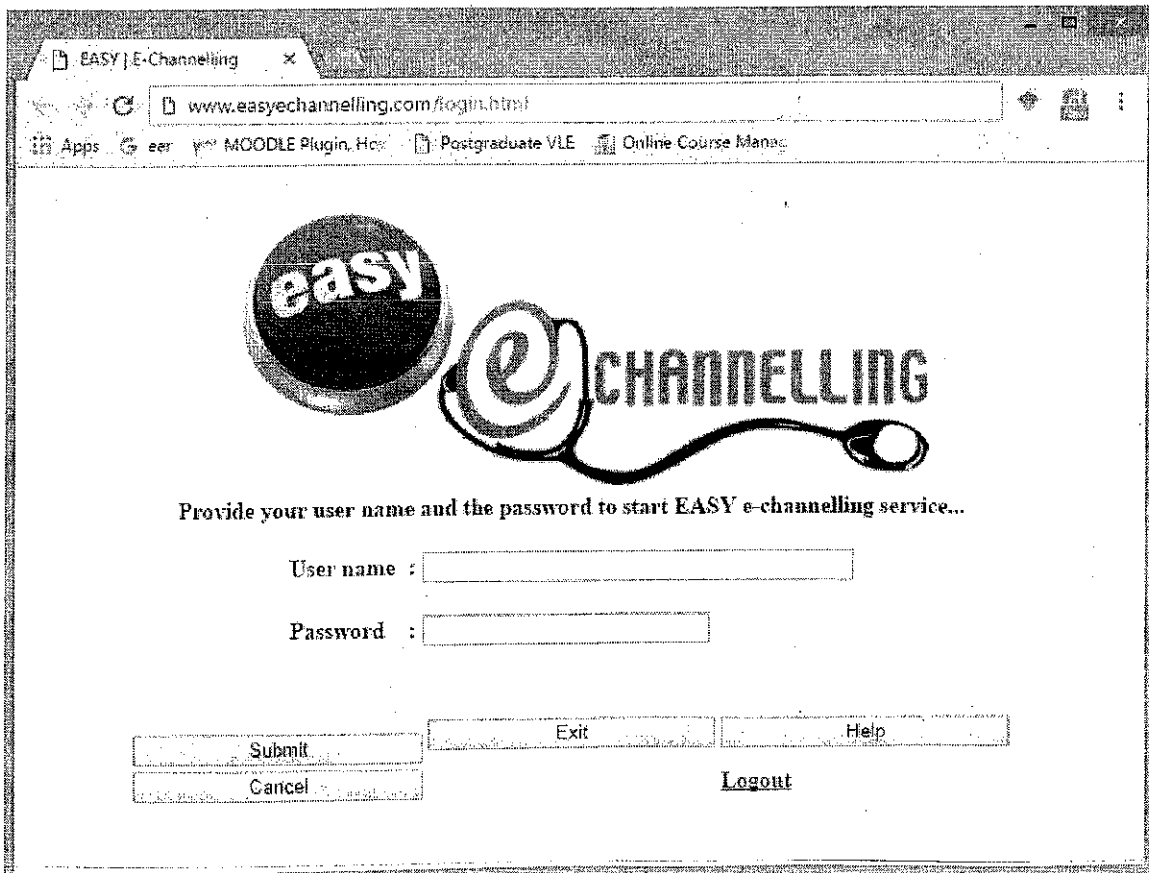 EASY | E-Channelling
www.easyechannelling.com/login.html
Apps G eer MOODLE Plugin, Postgraduate VLE Online Course Manag
easy
e CHANNELLING
Provide your user name and the password to start EASY e-channelling service...
User name :
Password :
Exit Help
Submit
Cancel Logout